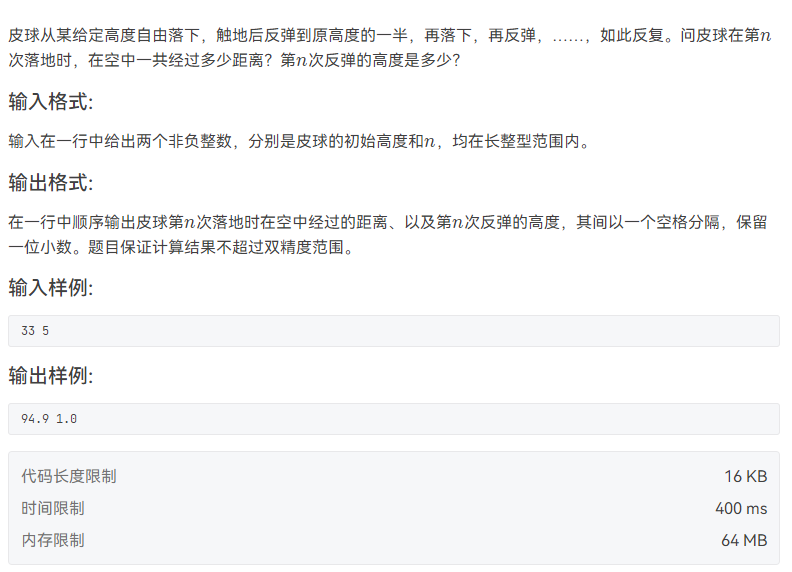 皮球从某给定高度自由落下，触地后反弹到原高度的一半，再落下，再反弹，……，如此反复。问皮球在第n
次落地时，在空中一共经过多少距离？第n次反弹的高度是多少？
输入格式:
输入在一行中给出两个非负整数，分别是皮球的初始高度和n，均在长整型范围内。
输出格式:
在一行中顺序输出皮球第n次落地时在空中经过的距离、以及第n次反弹的高度，其间以一个空格分隔，保留
一位小数。题目保证计算结果不超过双精度范围。
输入样例:
33 5
输出样例:
94.9 1.0
代码长度限制 16 KB
时间限制 400 ms
内存限制 64 MB